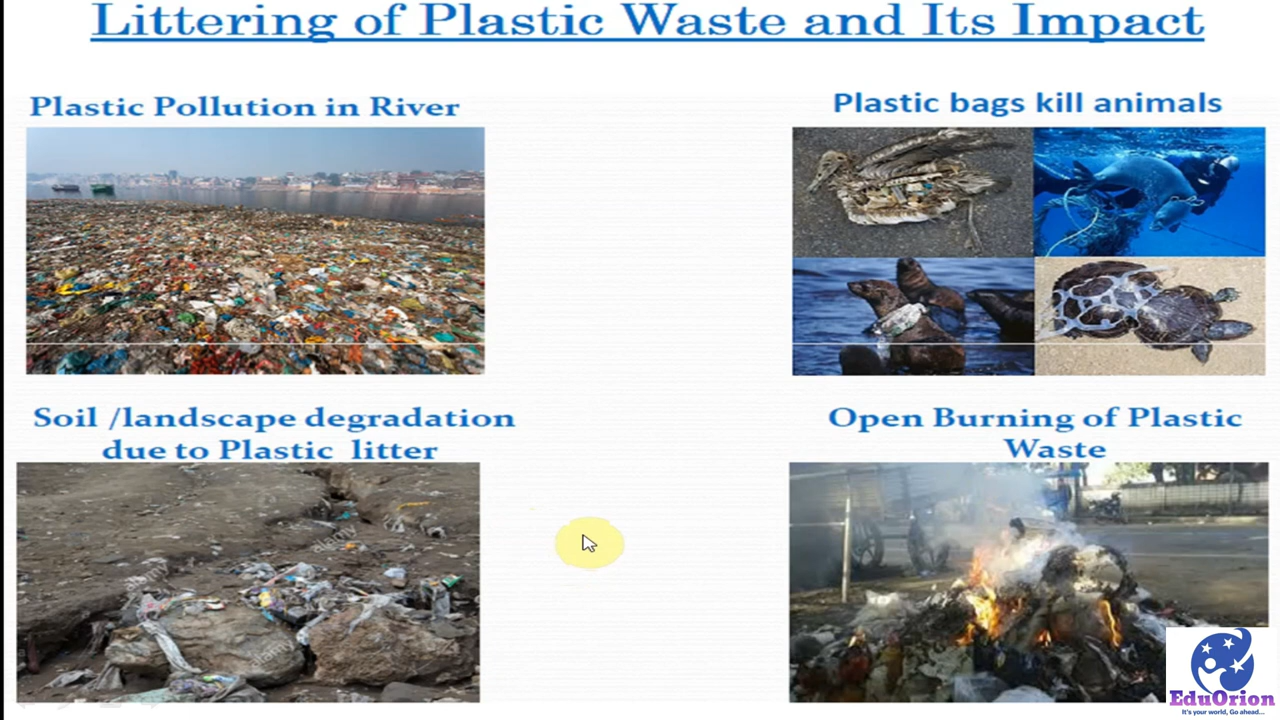 Littering of Plastic Waste and Its Impact
Plastic Pollution in River
Plastic bags kill animals
Soil /landscape degradation
due to Plastic litter
Open Burning of Plastic
Waste
EduOrion
It's your world, Go ahead...